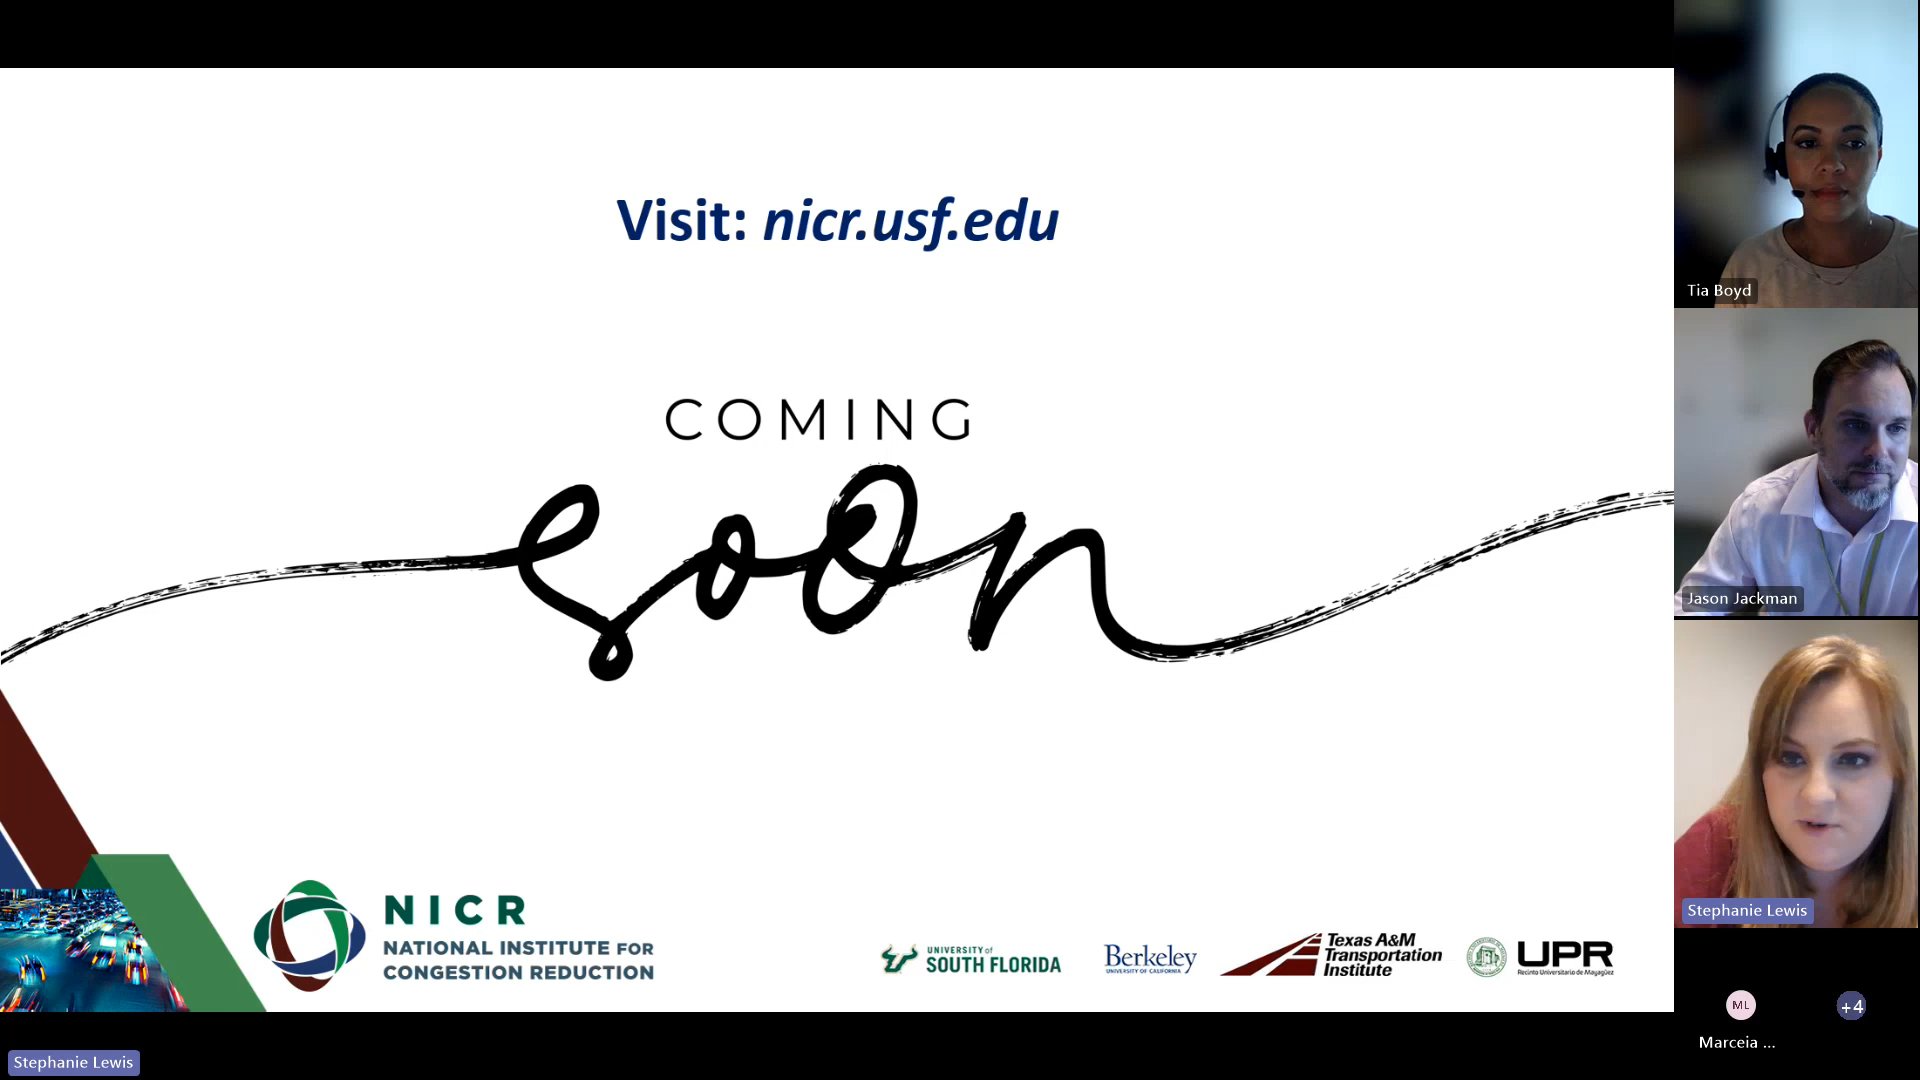 Visit: nicr.usf.edu
COMING
soon
NICR
NATIONAL INSTITUTE FOR
CONGESTION REDUCTION
UNIVERSITY of
SOUTH FLORIDA
Berkeley
UNIVERSITY OF CALIFORNIA
Texas A&M
Transportation
Institute
UPR
Recinto Universitario de Mayagüez
Stephanie Lewis
Tia Boyd
Jason Jackman
Stephanie Lewis
ML
+4
Marceia ...